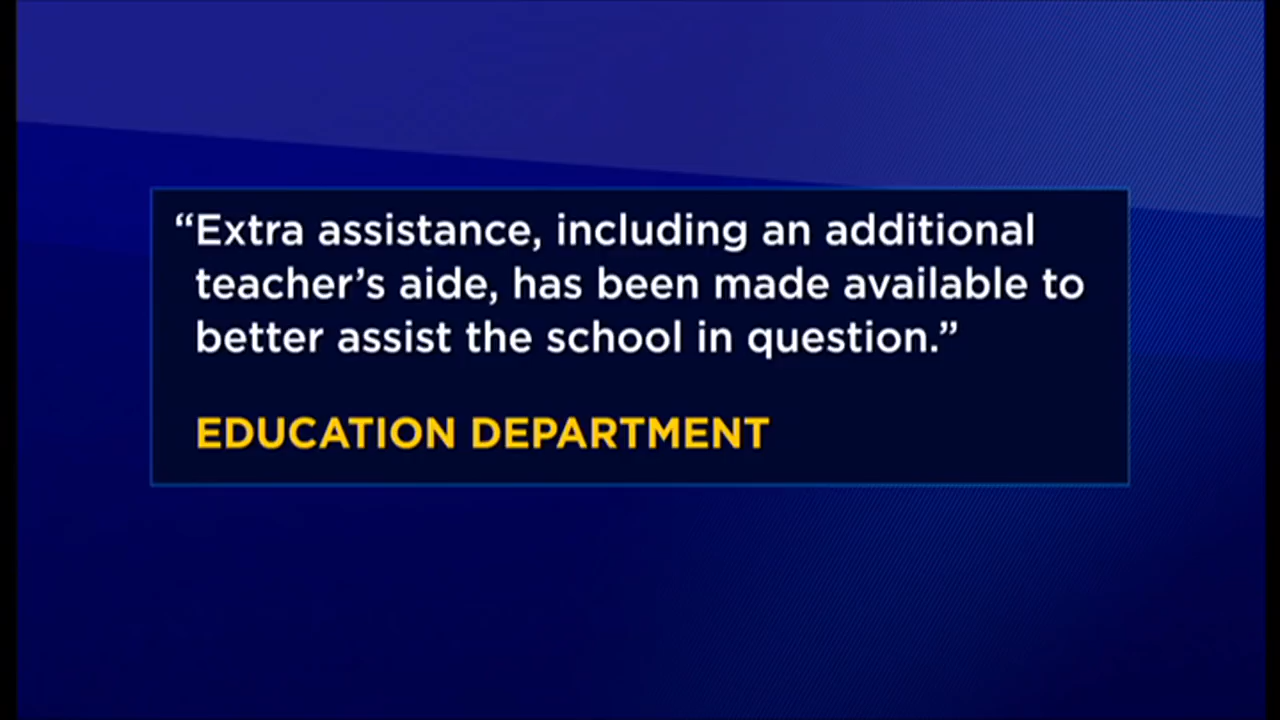 “Extra assistance, including an additional
teacher’s aide, has been made available to
better assist the school in question.”
EDUCATION DEPARTMENT